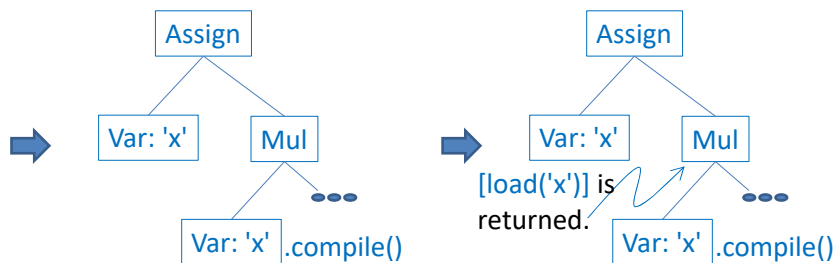 Assign
Var: 'x'
Mul
Var: 'x'
.compile()
Assign
Var: 'x'
Mul
[load('x')] is
returned.
Var: 'x'
.compile()